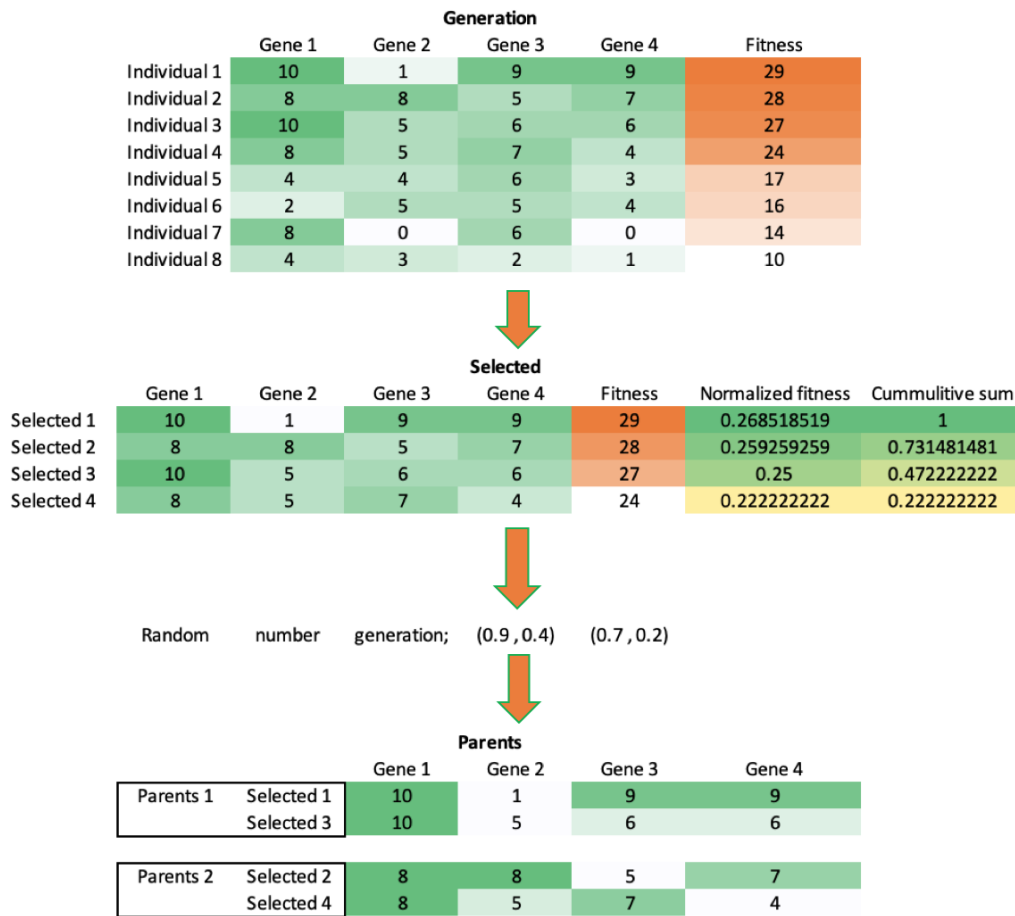 Generation
Gene 1 Gene 2 Gene 3 Gene 4 Fitness
Individual 1 10 1 9 9 29
Individual 2 8 8 5 7 28
Individual 3 10 5 6 6 27
Individual 4 8 5 7 4 24
Individual 5 4 4 6 3 17
Individual 6 2 5 5 4 16
Individual 7 8 0 6 0 14
Individual 8 4 3 2 1 10
Selected
Gene 1 Gene 2 Gene 3 Gene 4 Fitness Normalized fitness Cummulitive sum
Selected 1 10 1 9 9 29 0.268518519 1
Selected 2 8 8 5 7 28 0.259259259 0.731481481
Selected 3 10 5 6 6 27 0.25 0.472222222
Selected 4 8 5 7 4 24 0.222222222 0.222222222
Random number generation; (0.9 , 0.4) (0.7 , 0.2)
Parents
Gene 1 Gene 2 Gene 3 Gene 4
Parents 1 Selected 1 10 1 9 9
Selected 3 10 5 6 6
Parents 2 Selected 2 8 8 5 7
Selected 4 8 5 7 4